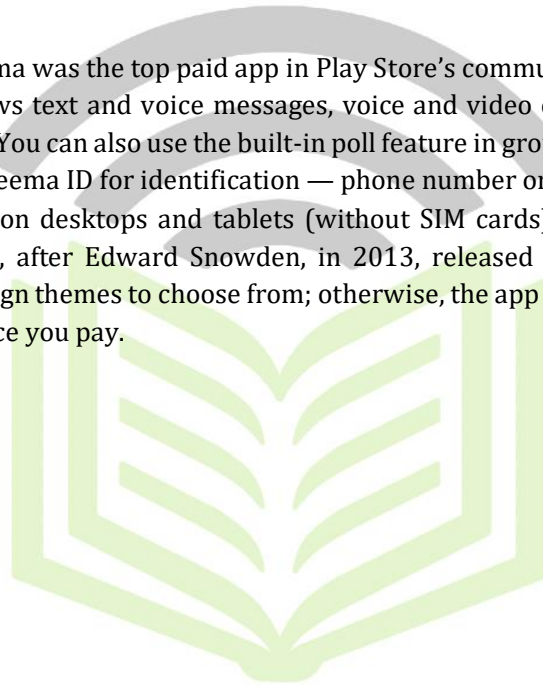 ma was the top paid app in Play Store’s commu
ws text and voice messages, voice and video
You can also use the built-in poll feature in gro
eema ID for identification — phone number or
on desktops and tablets (without SIM cards)
, after Edward Snowden, in 2013, released
gn themes to choose from; otherwise, the app
ce you pay.